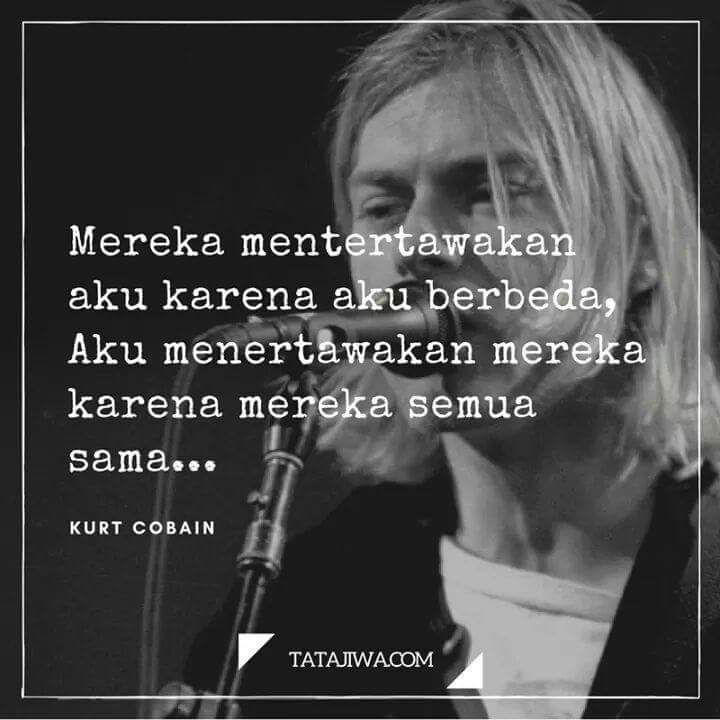 Mereka mentertawakan
aku karena aku berbeda,
Aku menertawakan mereka
karena mereka semua
sama...
KURT COBAIN
TATAJIWA.COM